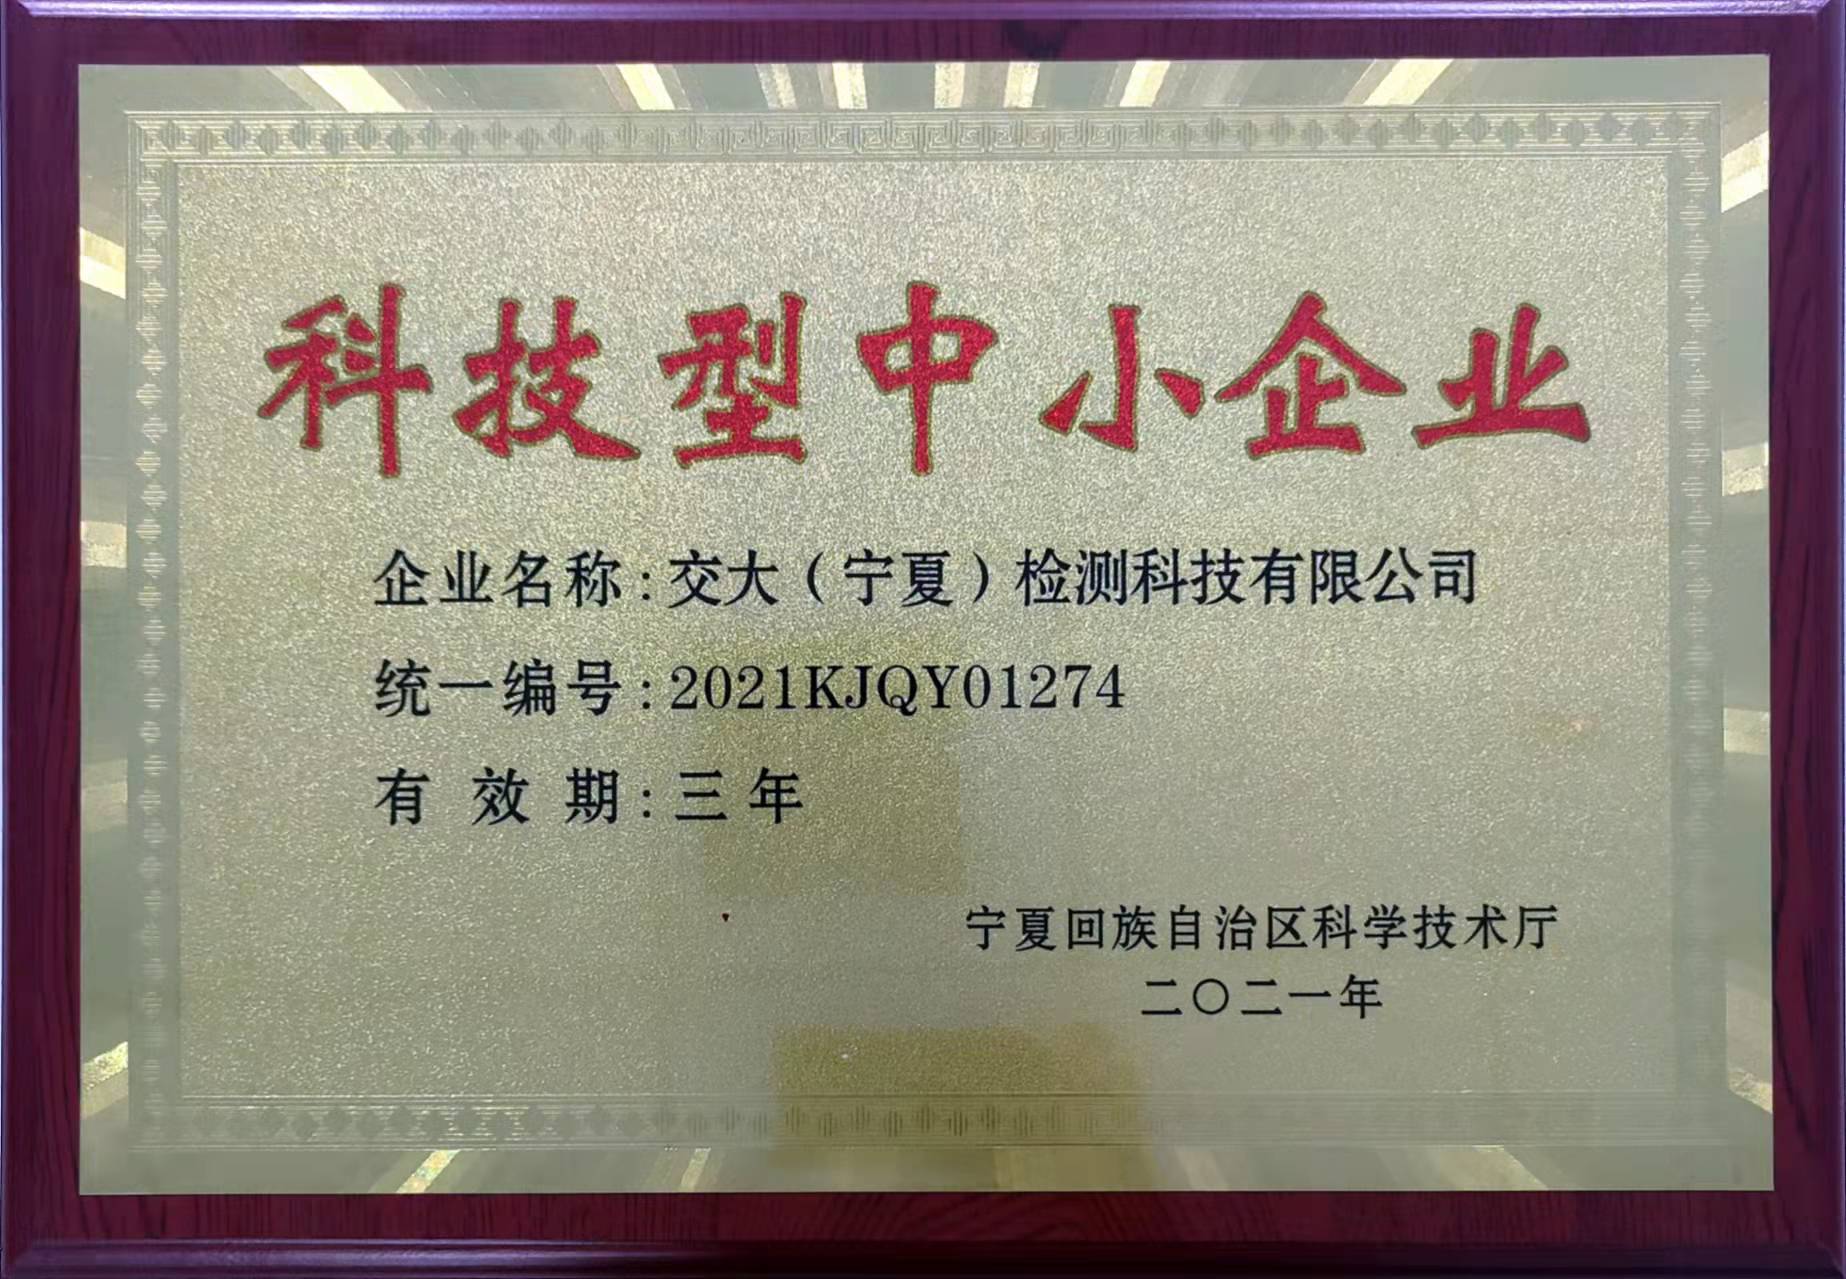 科技型中小企业
企业名称：交大（宁夏）检测科技有限公司
统一编号：2021KJQY01274
有效期：三年
宁夏回族自治区科学技术厅
二〇二一年